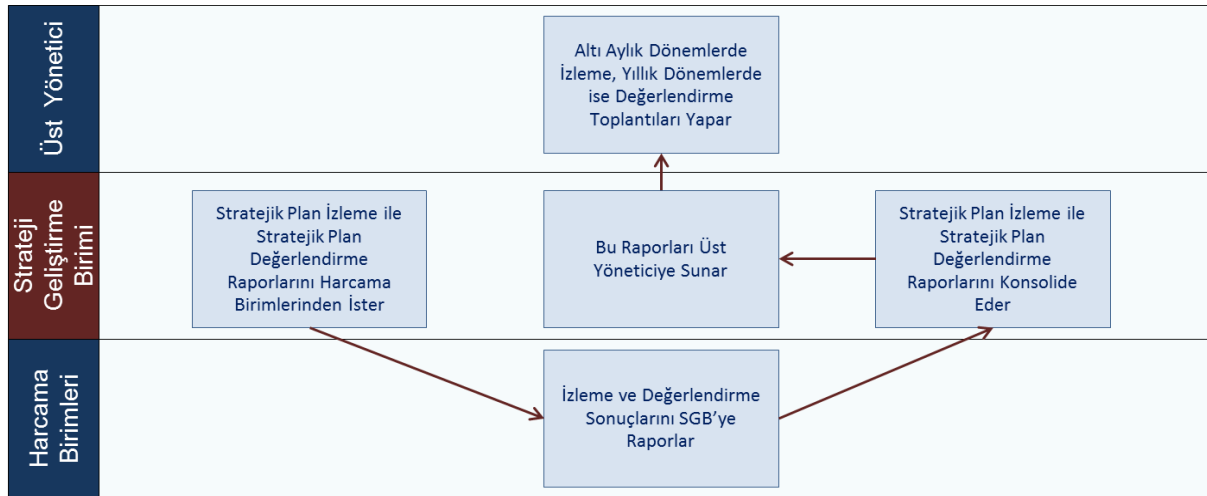 Üst Yönetici
Altı Aylık Dönemlerde
İzleme, Yıllık Dönemlerde
ise Değerlendirme
Toplantıları Yapar
Strateji
Geliştirme
Birimi
Stratejik Plan İzleme ile
Stratejik Plan
Değerlendirme
Raporlarını Harcama
Birimlerinden İster
Bu Raporları Üst
Yöneticiye Sunar
Stratejik Plan İzleme ile
Stratejik Plan
Değerlendirme
Raporlarını Konsolide
Eder
Harcama
Birimleri
İzleme ve Değerlendirme
Sonuçlarını SGB’ye
Raporlar